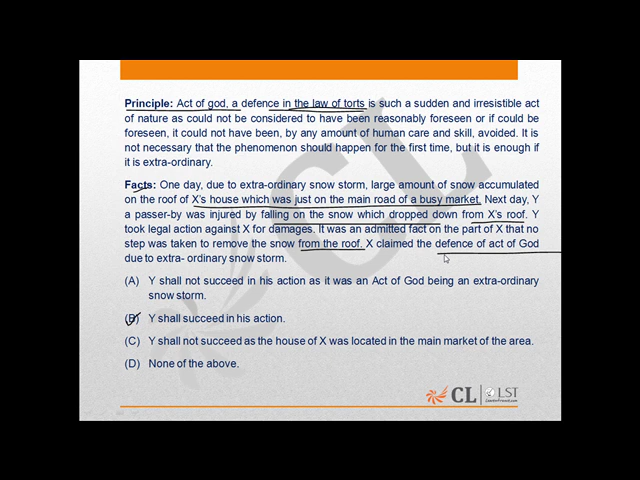 Principle: Act of god, a defence in the law of torts is such a sudden and irresistible act
of nature as could not be considered to have been reasonably foreseen or if could be
foreseen, it could not have been, by any amount of human care and skill, avoided. It is
not necessary that the phenomenon should happen for the first time, but it is enough if
it is extra-ordinary.
Facts: One day, due to extra-ordinary snow storm, large amount of snow accumulated
on the roof of X's house which was just on the main road of a busy market. Next day, Y
a passer-by was injured by falling on the snow which dropped down from X's roof. Y
took legal action against X for damages. It was an admitted fact on the part of X that no
step was taken to remove the snow from the roof. X claimed the defence of act of God
due to extra- ordinary snow storm.
(A) Y shall not succeed in his action as it was an Act of God being an extra-ordinary
snow storm.
(B) Y shall succeed in his action.
(C) Y shall not succeed as the house of X was located in the main market of the area.
(D) None of the above.
CL LST